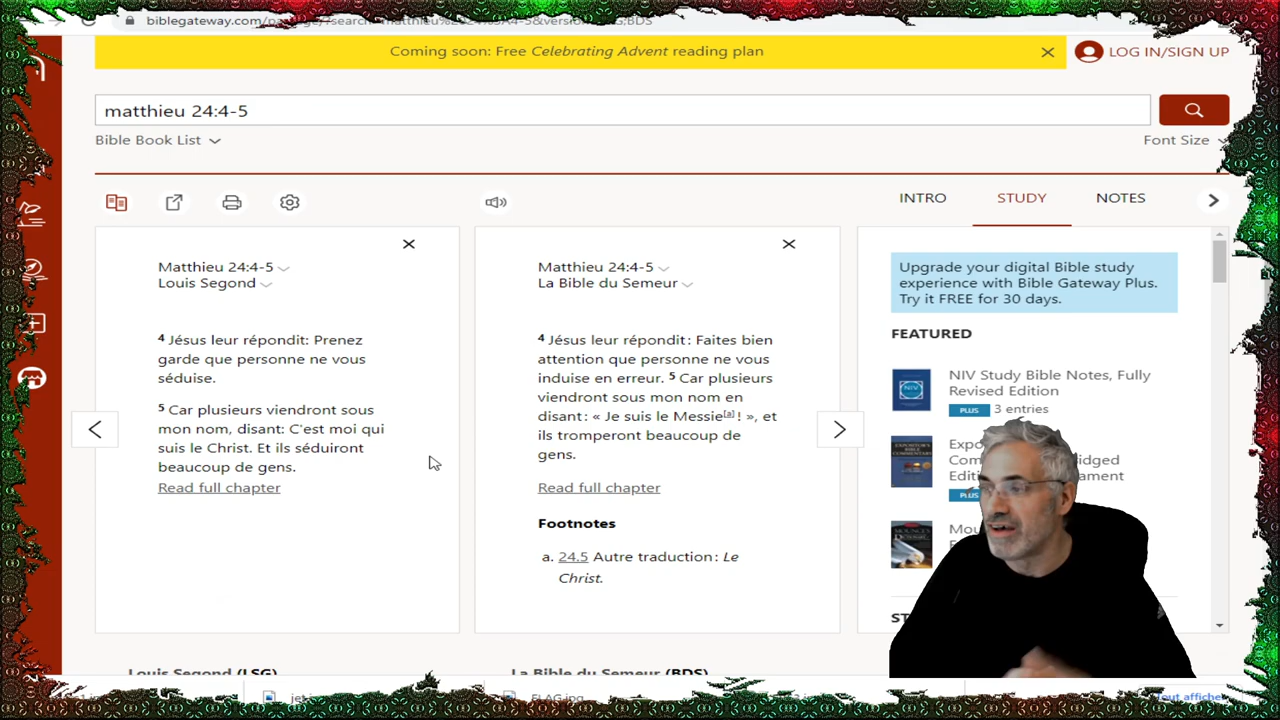 biblegateway.com/
Coming soon: Free Celebrating Advent reading plan
LOG IN/SIGN UP
matthieu 24:4-5
Bible Book List
Font Size
INTRO STUDY NOTES
Matthieu 24:4-5
Louis Segond
4 Jésus leur répondit: Prenez
garde que personne ne vous
séduise.
5 Car plusieurs viendront sous
mon nom, disant: C'est moi qui
suis le Christ. Et ils séduiront
beaucoup de gens.
Read full chapter
Matthieu 24:4-5
La Bible du Semeur
4 Jésus leur répondit : Faites bien
attention que personne ne vous
induise en erreur. 5 Car plusieurs
viendront sous mon nom en
disant : « Je suis le Messie[a] ! », et
ils tromperont beaucoup de
gens.
Read full chapter
Footnotes
a. 24.5 Autre traduction : Le
Christ.
Upgrade your digital Bible study
experience with Bible Gateway Plus.
Try it FREE for 30 days.
FEATURED
NIV Study Bible Notes, Fully
Revised Edition
PLUS 3 entries
PLUS
Louis Segond (LSG)
La Bible du Semeur (BDS)
FLAG.jpg